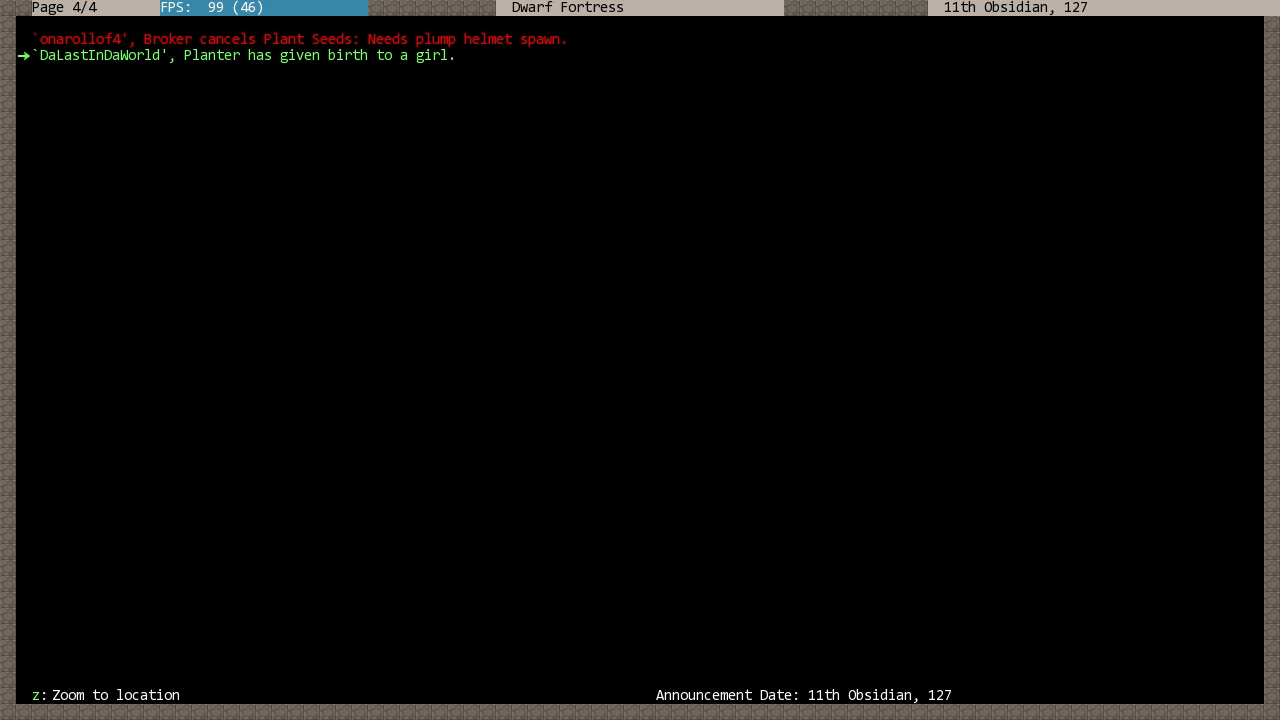 Page 4/4 FPS: 99 (46) Dwarf Fortress 11th Obsidian, 127
`onarollof4', Broker cancels Plant Seeds: Needs plump helmet spawn.
`DaLastInDaWorld', Planter has given birth to a girl.
z: Zoom to location Announcement Date: 11th Obsidian, 127